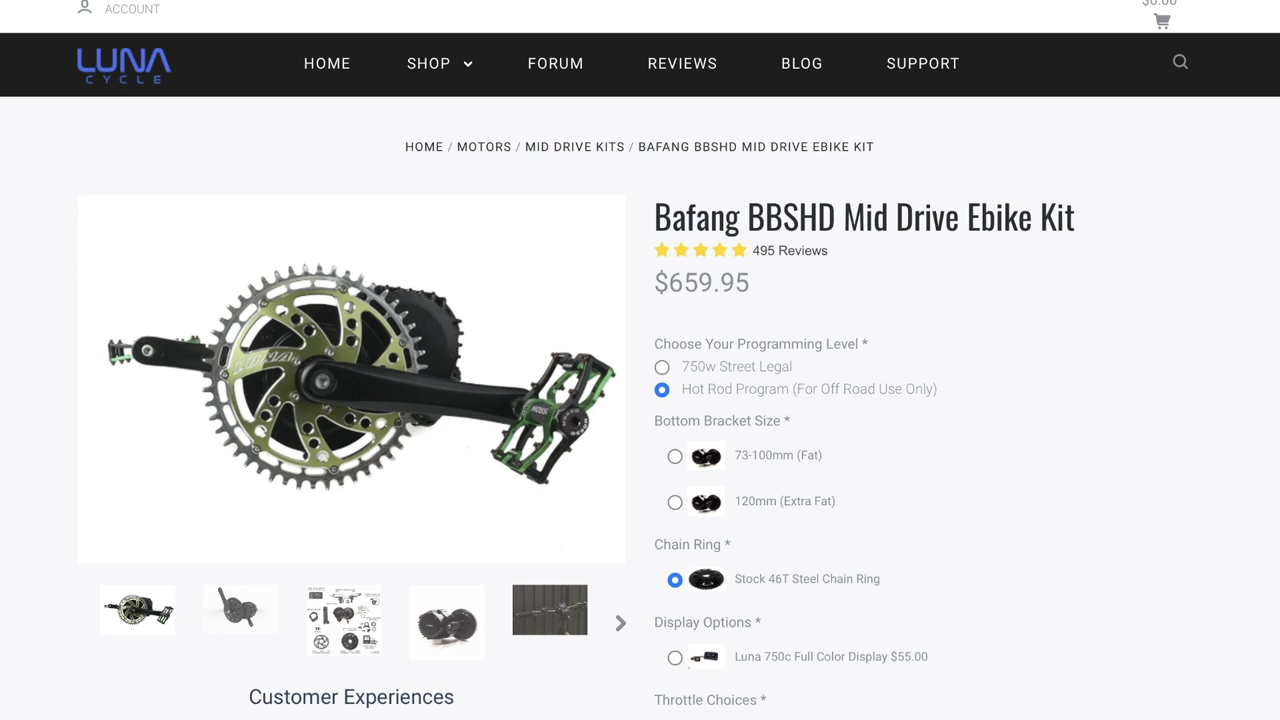 ACCOUNT
$0.00
LUNA
CYCLE
HOME SHOP FORUM REVIEWS BLOG SUPPORT
HOME / MOTORS / MID DRIVE KITS / BAFANG BBSHD MID DRIVE EBIKE KIT
Bafang BBSHD Mid Drive Ebike Kit
495 Reviews
$659.95
Choose Your Programming Level *
750w Street Legal
Hot Rod Program (For Off Road Use Only)
Bottom Bracket Size *
73-100mm (Fat)
120mm (Extra Fat)
Chain Ring *
Stock 46T Steel Chain Ring
Display Options *
Luna 750c Full Color Display $55.00
Throttle Choices *
Customer Experiences